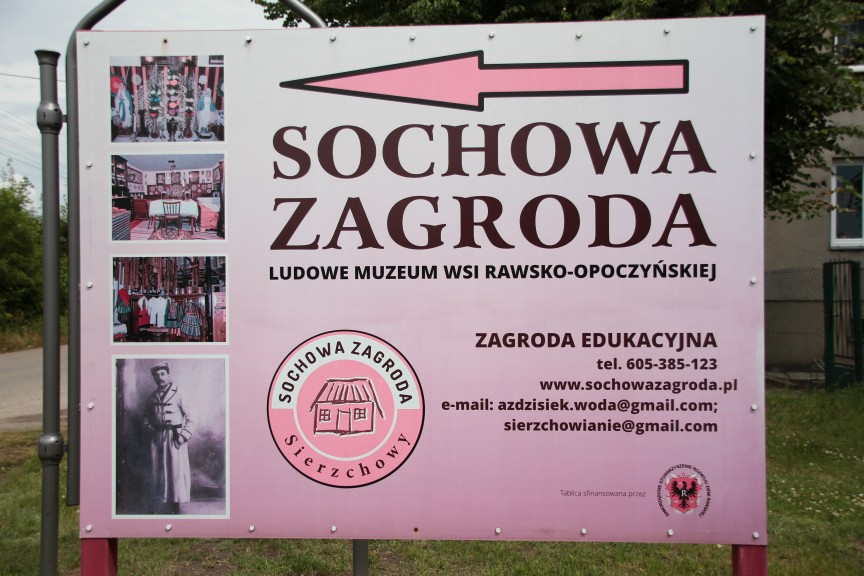 SOCHOWA
ZAGRODA
LUDOWE MUZEUM WSI RAWSKO-OPOCZYŃSKIEJ
ZAGRODA EDUKACYJNA
tel. 605-385-123
www.sochowazagroda.pl
e-mail: azdzisiek.woda@gmail.com;
sierzchowianie@gmail.com
SOCHOWA ZAGRODA
Sierzchowy
Tablica sfinansowana przez
R